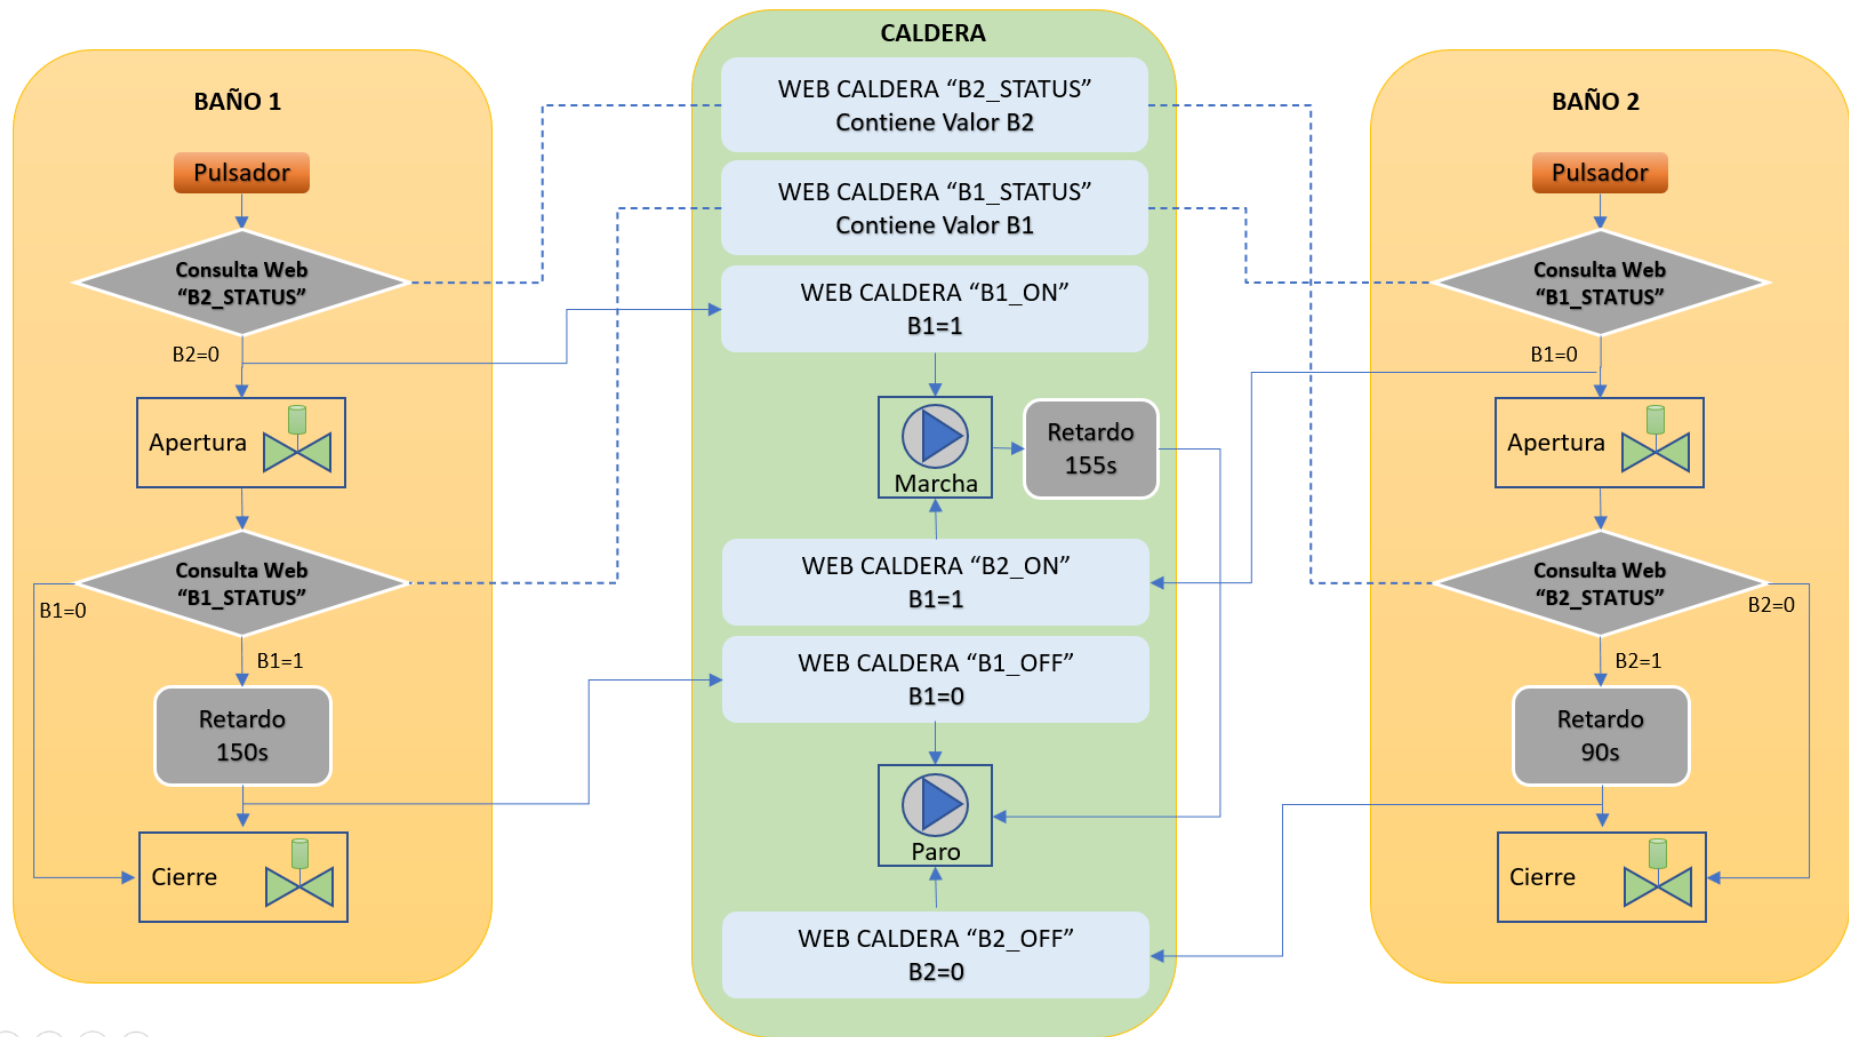 BAÑO 1
Pulsador
Consulta Web
“B2_STATUS”
B2=0
Apertura
Consulta Web
“B1_STATUS”
B1=0
B1=1
Retardo
150s
Cierre
CALDERA
WEB CALDERA “B2_STATUS”
Contiene Valor B2
WEB CALDERA “B1_STATUS”
Contiene Valor B1
WEB CALDERA “B1_ON”
B1=1
Marcha
Retardo
155s
WEB CALDERA “B2_ON”
B1=1
WEB CALDERA “B1_OFF”
B1=0
Paro
WEB CALDERA “B2_OFF”
B2=0
BAÑO 2
Pulsador
Consulta Web
“B1_STATUS”
B1=0
Apertura
Consulta Web
“B2_STATUS”
B2=0
B2=1
Retardo
90s
Cierre